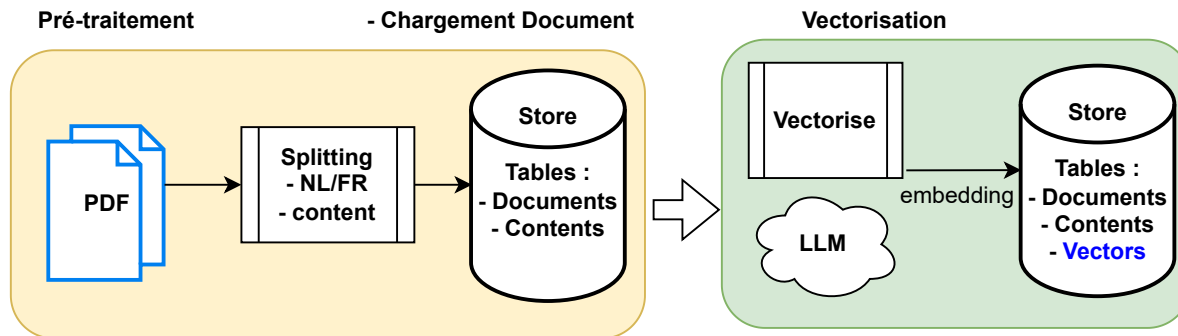 Pré-traitement
- Chargement Document
Vectorisation
PDF
Splitting
- NL/FR
- content
Store
Tables :
- Documents
- Contents
Vectorise
LLM
embedding
Store
Tables :
- Documents
- Contents
- Vectors